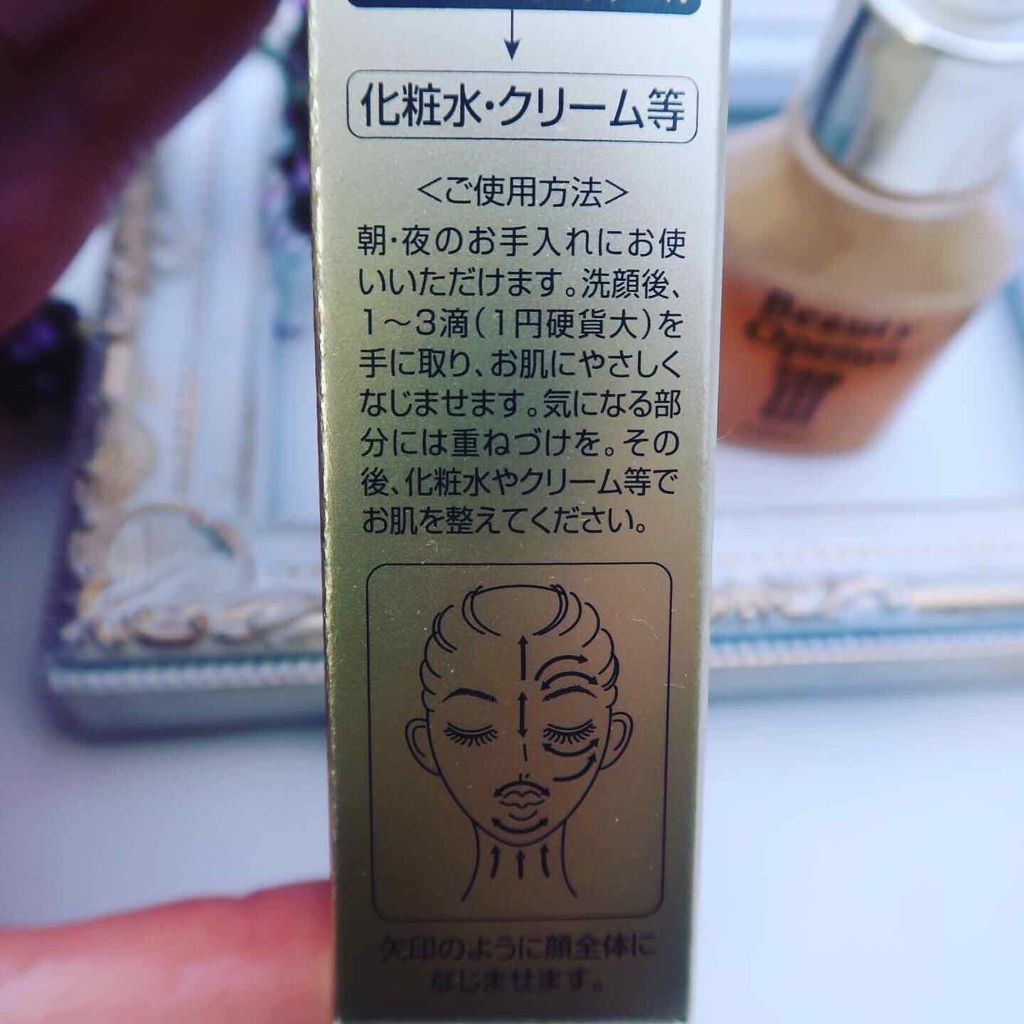 化粧水・クリーム等
＜ご使用方法＞
朝・夜のお手入れにお使
いいただけます。洗顔後、
1〜3滴（1円硬貨大）を
手に取り、お肌にやさしく
なじませます。気になる部
分には重ねづけを。その
後、化粧水やクリーム等で
お肌を整えてください。
矢印のように顔全体に
なじませます。
Beauty
Opener